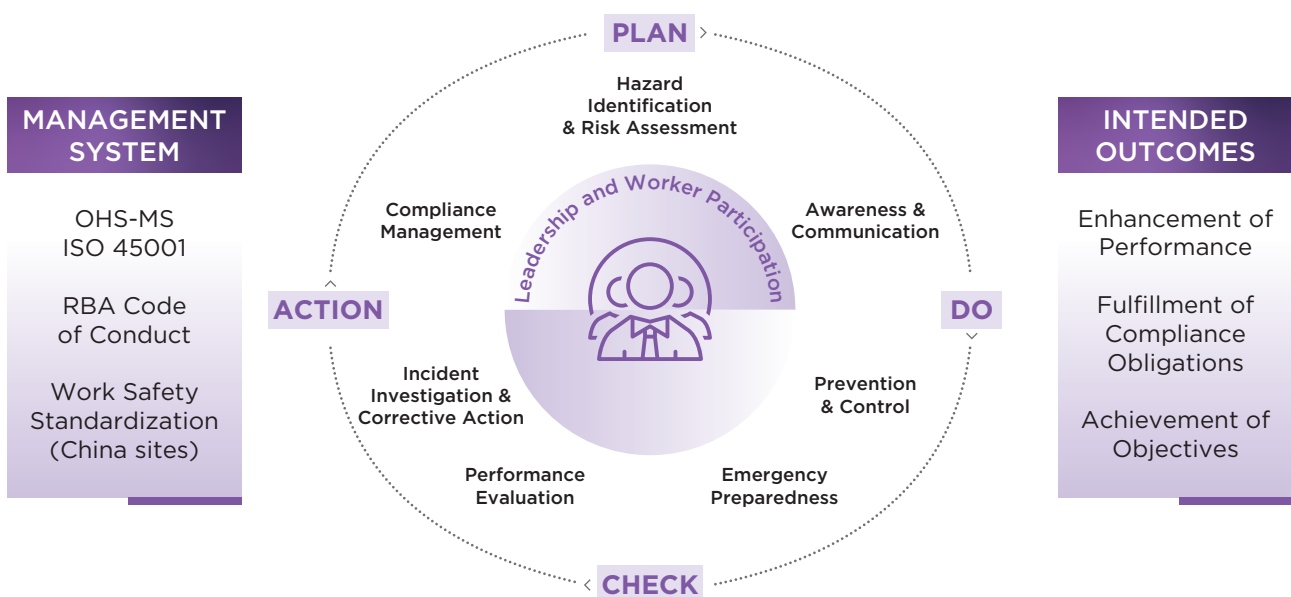 MANAGEMENT
SYSTEM
OHS-MS
ISO 45001
RBA Code
of Conduct
Work Safety
Standardization
(China sites)
PLAN
Hazard
Identification
& Risk Assessment
Awareness &
Communication
DO
Prevention
& Control
Emergency
Preparedness
CHECK
Performance
Evaluation
Incident
Investigation &
Corrective Action
ACTION
Compliance
Management
Leadership and Worker Participation
INTENDED
OUTCOMES
Enhancement of
Performance
Fulfillment of
Compliance
Obligations
Achievement of
Objectives